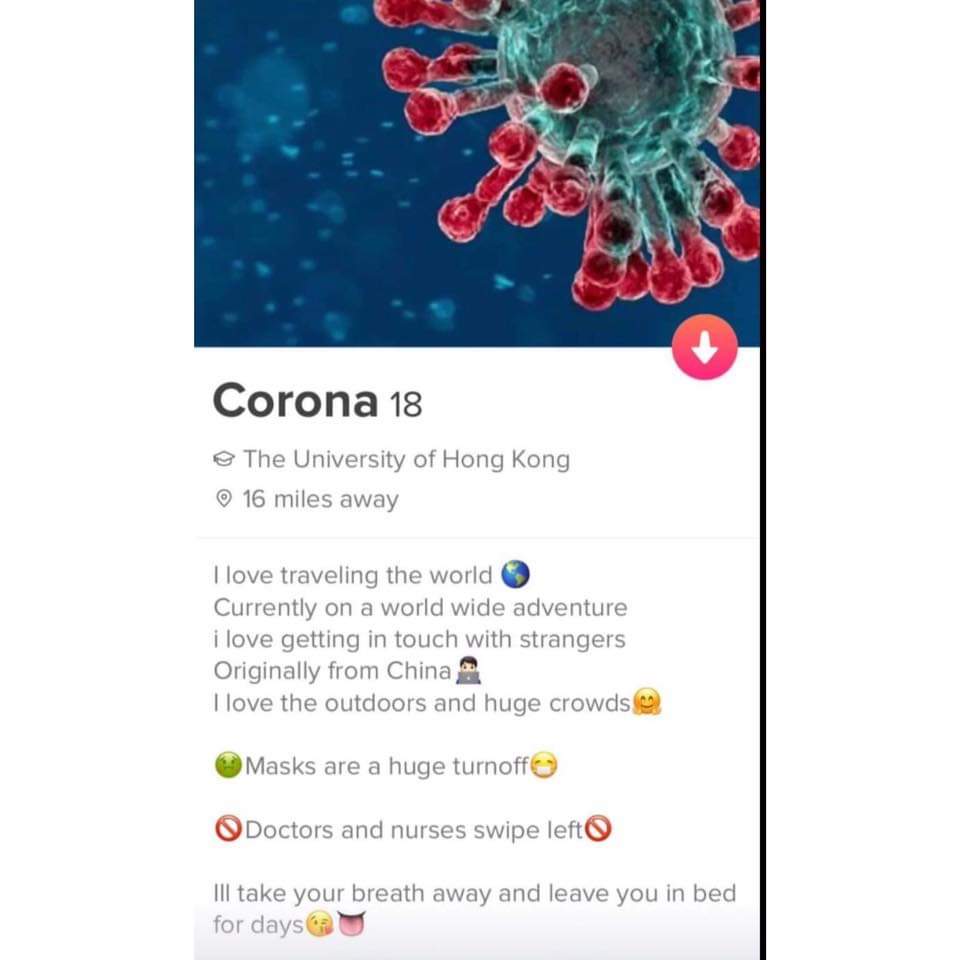 Corona 18
The University of Hong Kong
16 miles away
I love traveling the world 🌎
Currently on a world wide adventure
i love getting in touch with strangers
Originally from China👨🏻‍💻
I love the outdoors and huge crowds🤗
🤢Masks are a huge turnoff😷
🚫Doctors and nurses swipe left🚫
Ill take your breath away and leave you in bed
for days😘👅